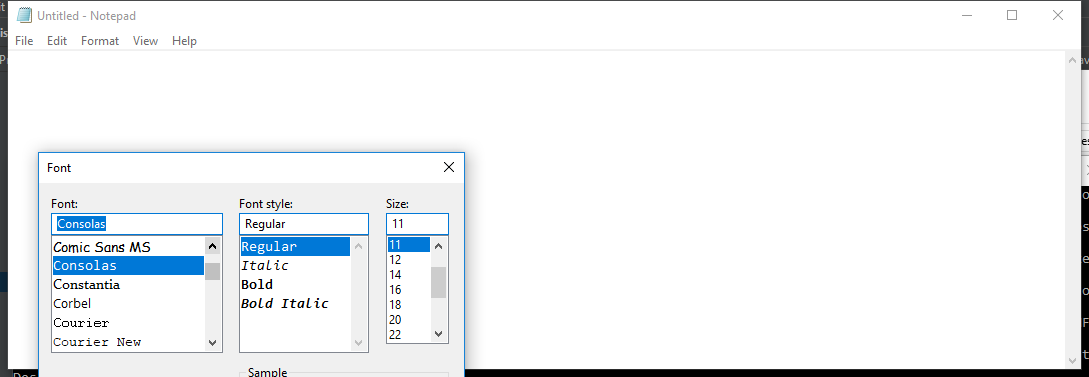 Untitled - Notepad
File Edit Format View Help
Font
Font: Font style: Size:
Consolas Regular 11
Comic Sans MS Regular 11
Consolas Italic 12
Constantia Bold 14
Corbel Bold Italic 16
Courier 18
Courier New 20
22
Sample